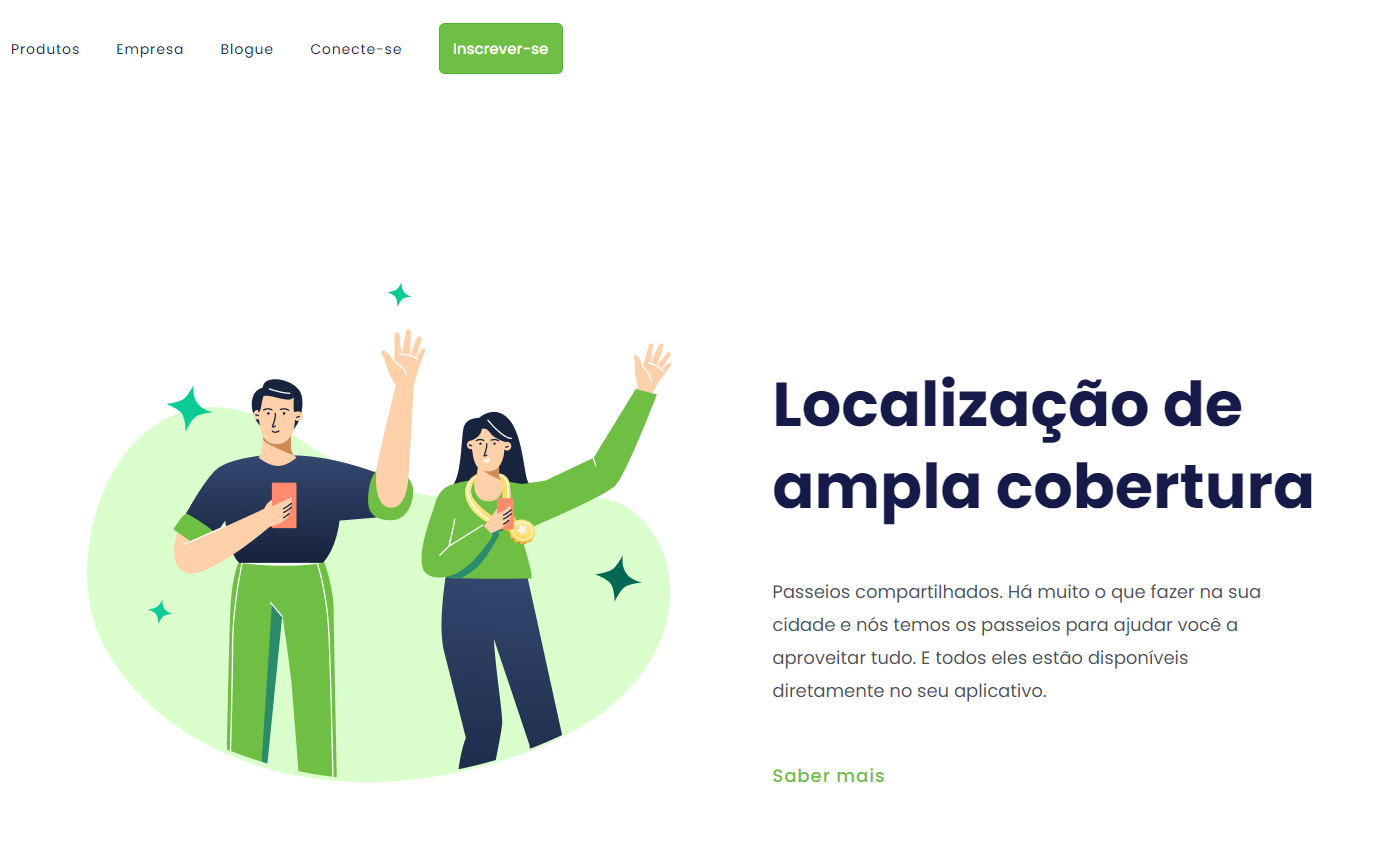 Produtos Empresa Blogue Conecte-se Inscrever-se
Localização de
ampla cobertura
Passeios compartilhados. Há muito o que fazer na sua
cidade e nós temos os passeios para ajudar você a
aproveitar tudo. E todos eles estão disponíveis
diretamente no seu aplicativo.
Saber mais